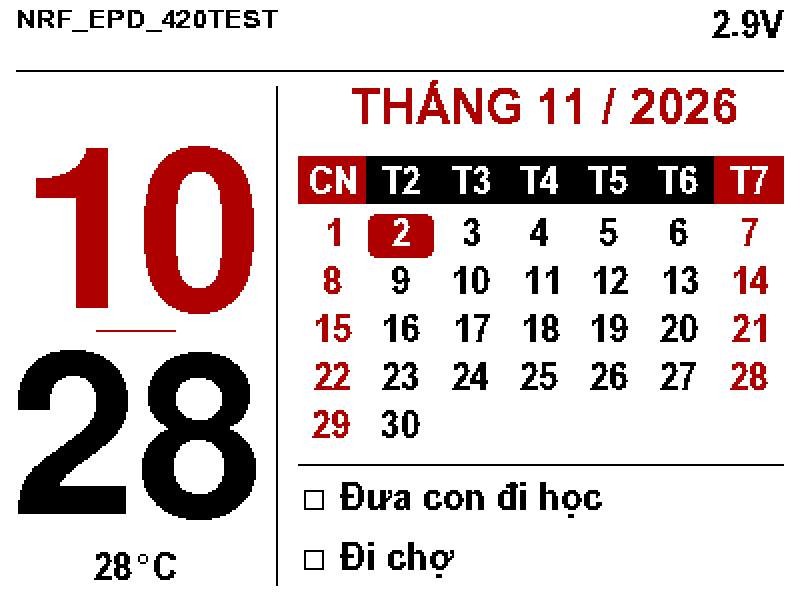 NRF_EPD_420TEST
2.9V
10
28
28°C
THÁNG 11 / 2026
CN T2 T3 T4 T5 T6 T7
1 2 3 4 5 6 7
8 9 10 11 12 13 14
15 16 17 18 19 20 21
22 23 24 25 26 27 28
29 30
Đưa con đi học
Đi chợ